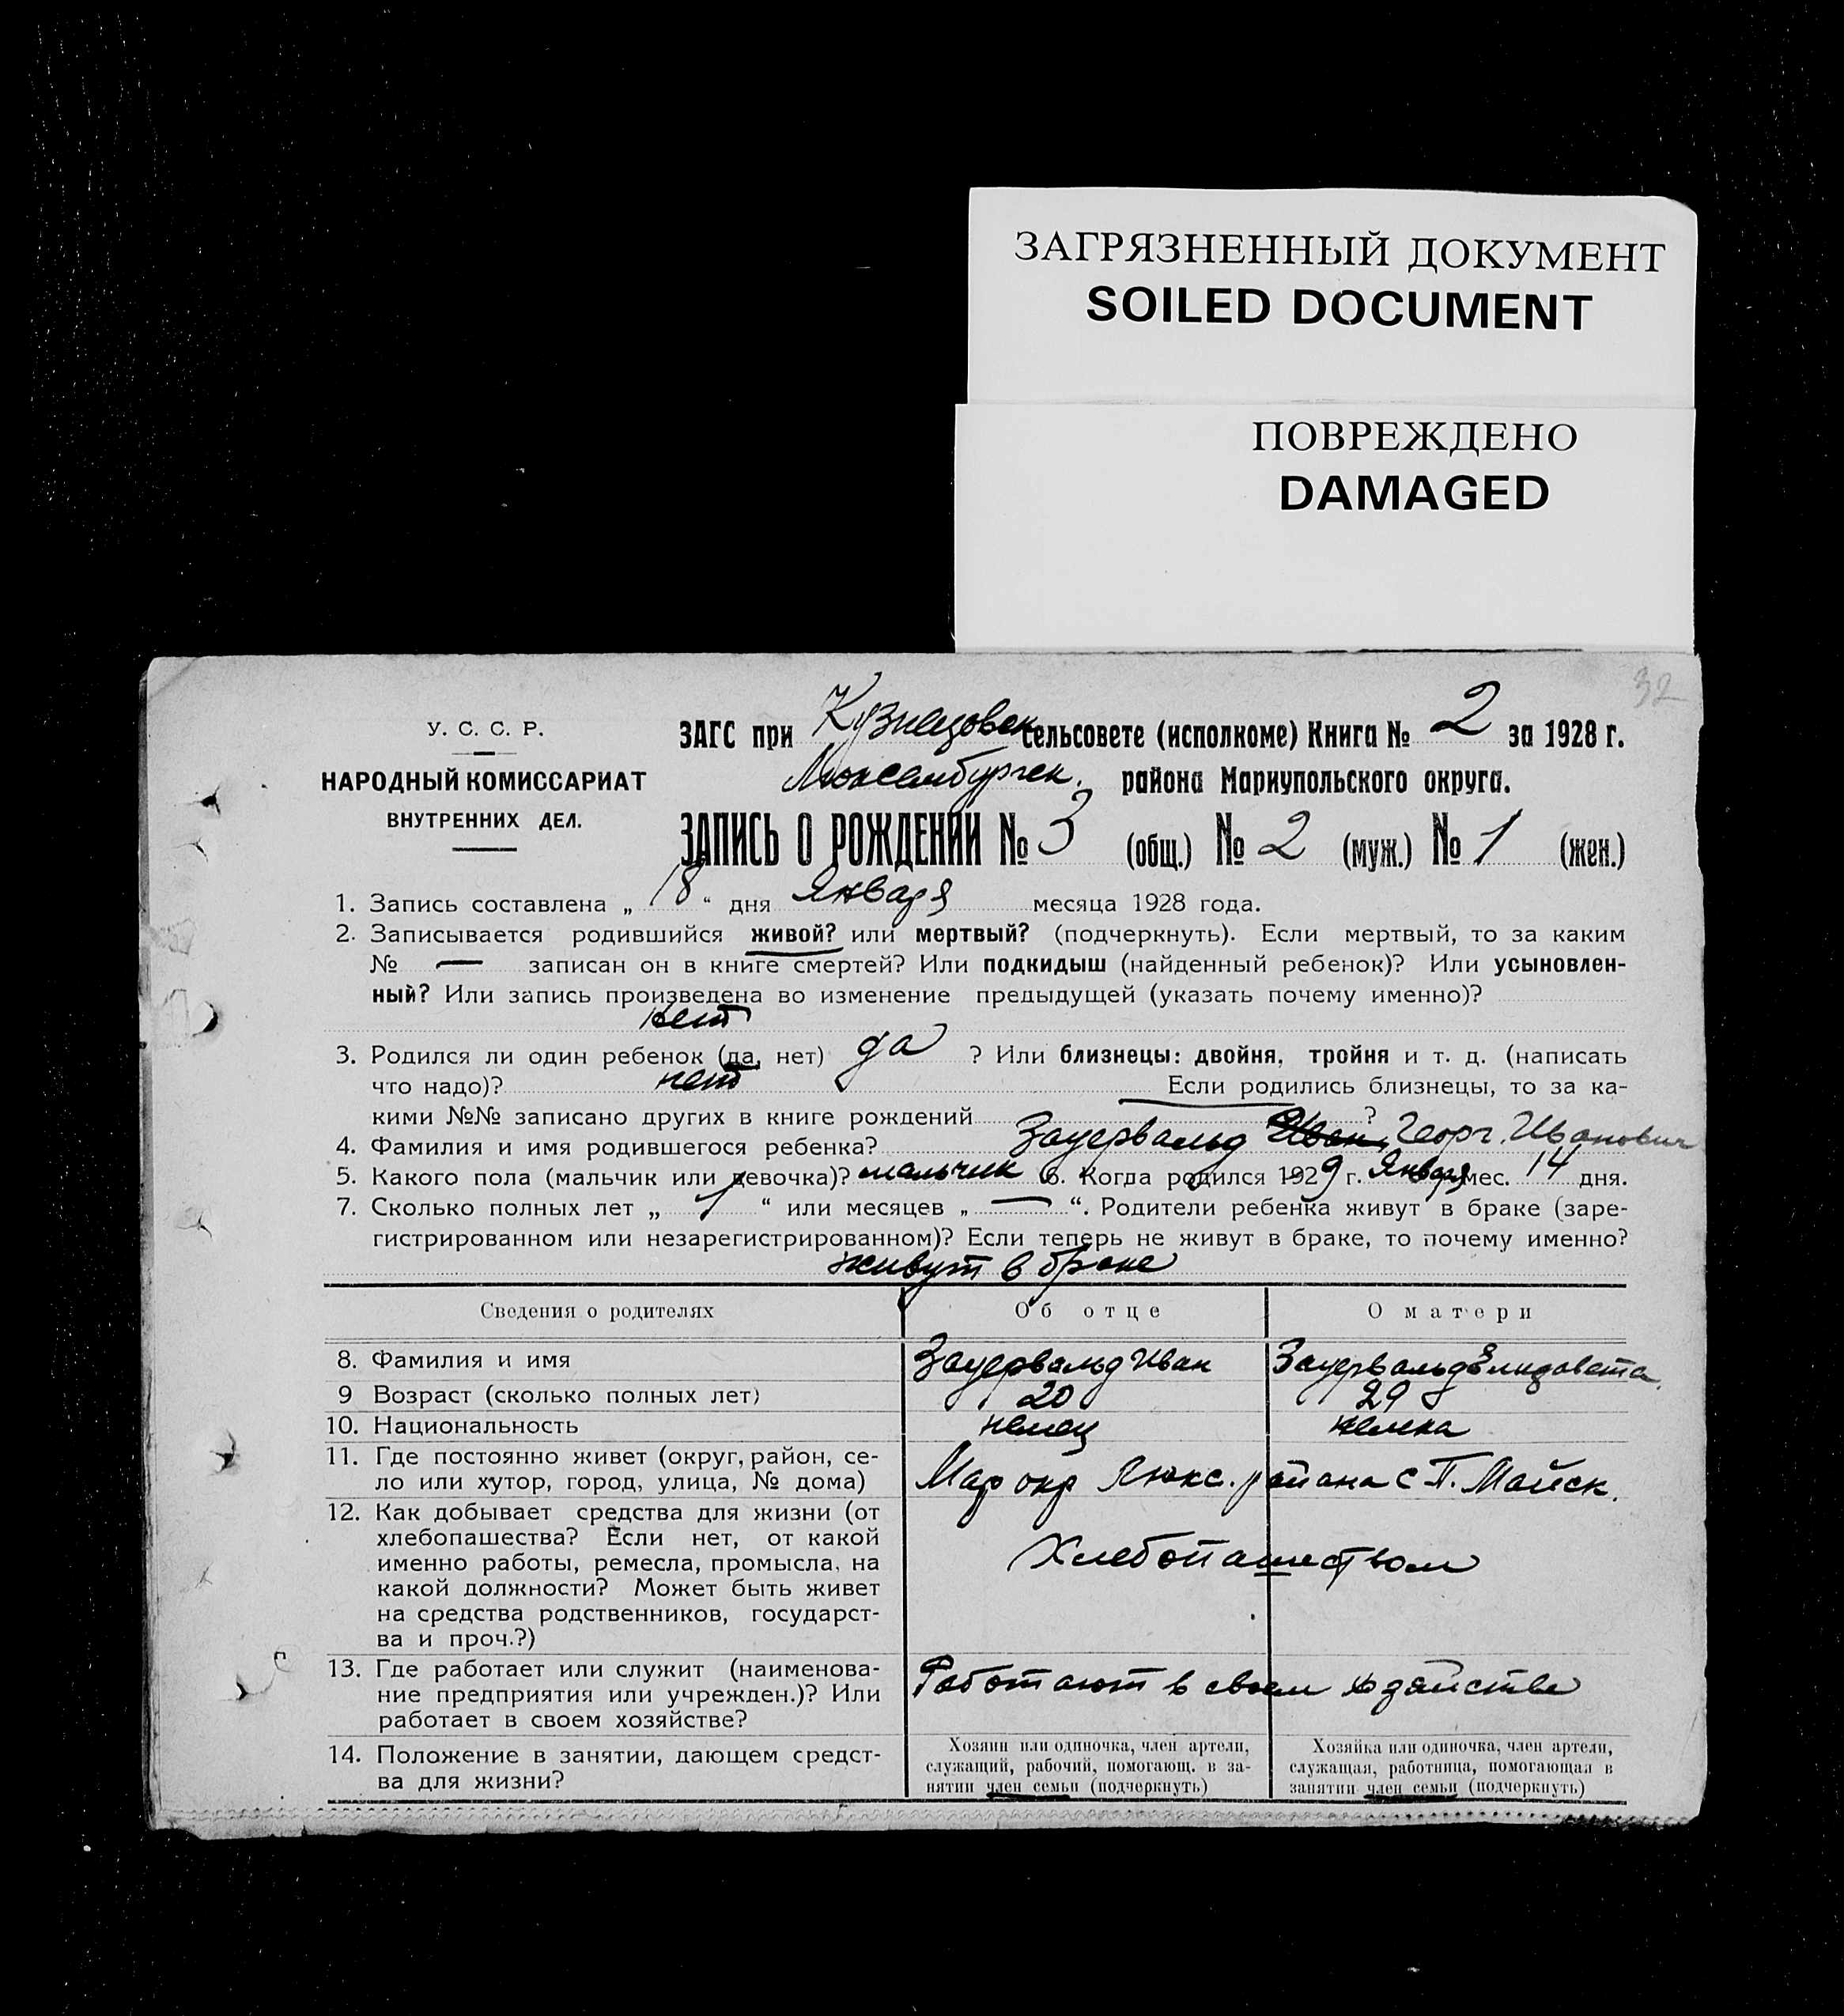 ЗАГРЯЗНЕННЫЙ ДОКУМЕНТ
SOILED DOCUMENT
ПОВРЕЖДЕНО
DAMAGED
32
У. С. С. Р.
НАРОДНЫЙ КОМИССАРИАТ
ВНУТРЕННИХ ДЕЛ.
ЗАГС при Кузнецовск сельсовете (исполкоме) Книга № 2 за 1928 г.
Люксембургск. района Мариупольского округа.
ЗАПИСЬ О РОЖДЕНИИ № 3 (общ.) № 2 (муж.) № 1 (жен.)
1. Запись составлена „ 18 “ дня Января месяца 1928 года.
2. Записывается родившийся живой? или мертвый? (подчеркнуть). Если мертвый, то за каким
№ — записан он в книге смертей? Или подкидыш (найденный ребенок)? Или усыновлен-
ный? Или запись произведена во изменение предыдущей (указать почему именно)?
нет
3. Родился ли один ребенок (да, нет) да ? Или близнецы: двойня, тройня и т. д. (написать
что надо)? нет Если родились близнецы, то за ка-
кими №№ записано других в книге рождений ?
4. Фамилия и имя родившегося ребенка? Зауервальд Иван, Георг. Иванович
5. Какого пола (мальчик или девочка)? мальчик 6. Когда родился 1929 г. Января мес. 14 дня.
7. Сколько полных лет „ 1 “ или месяцев „ — “. Родители ребенка живут в браке (заре-
гистрированном или незарегистрированном)? Если теперь не живут в браке, то почему именно?
живут в браке
Сведения о родителях Об отце О матери
8. Фамилия и имя Зауервальд Иван Зауервальд Елизавета.
9 Возраст (сколько полных лет) 20 29
10. Национальность немец немка
11. Где постоянно живет (округ, район, се-
ло или хутор, город, улица, № дома) Мар окр Люкс. района с П. Майск.
12. Как добывает средства для жизни (от
хлебопашества? Если нет, от какой
именно работы, ремесла, промысла, на
какой должности? Может быть живет
на средства родственников, государст-
ва и проч.?)
Хлебопашеством
13. Где работает или служит (наименова-
ние предприятия или учрежден.)? Или
работает в своем хозяйстве?
Работают в своем хозяйстве
14. Положение в занятии, дающем средст-
ва для жизни?
Хозяин или одиночка, член артели,
служащий, рабочий, помогающ. в за-
нятии член семьи (подчеркнуть)
Хозяйка или одиночка, член артели,
служащая, работница, помогающая в
занятии член семьи (подчеркнуть)